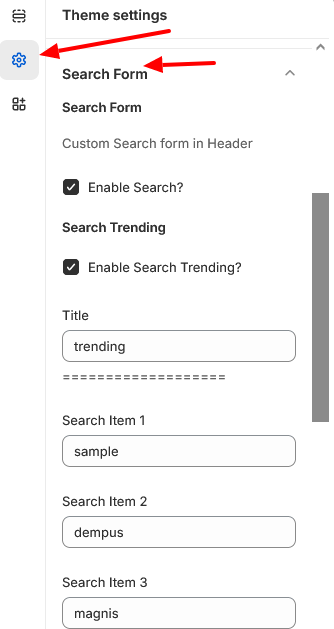 Theme settings
Search Form
Search Form
Custom Search form in Header
Enable Search?
Search Trending
Enable Search Trending?
Title
trending
===================
Search Item 1
sample
Search Item 2
dempus
Search Item 3
magnis